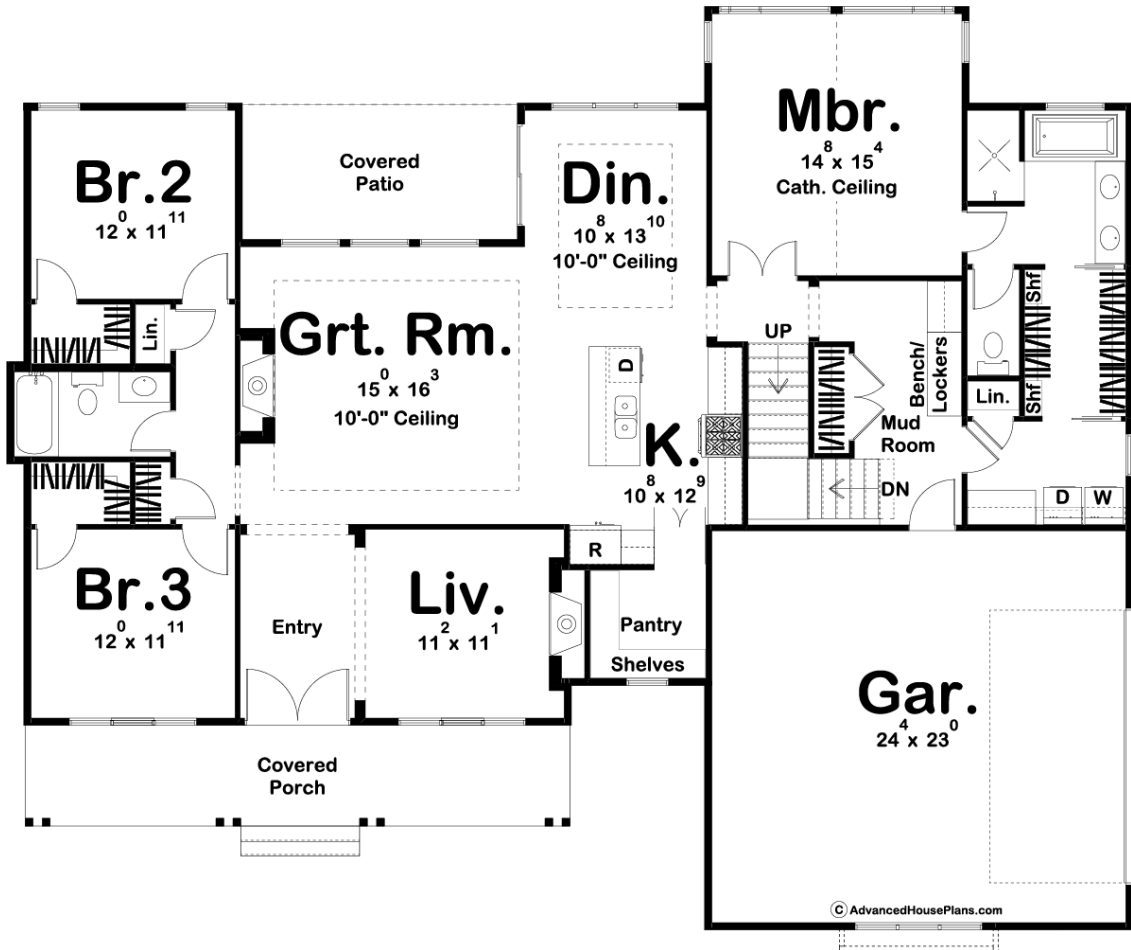 Br.2
12⁰ x 11¹¹
Covered
Patio
Din.
10⁸ x 13¹⁰
10'-0" Ceiling
Mbr.
14⁸ x 15⁴
Cath. Ceiling
Lin.
Grt. Rm.
15⁰ x 16³
10'-0" Ceiling
D
UP
Bench/
Lockers
Shf
Shf
Lin.
Mud
Room
K.
10⁸ x 12⁹
DN
D
W
R
Br.3
12⁰ x 11¹¹
Entry
Liv.
11² x 11¹
Pantry
Shelves
Gar.
24⁴ x 23⁰
Covered
Porch
© AdvancedHousePlans.com